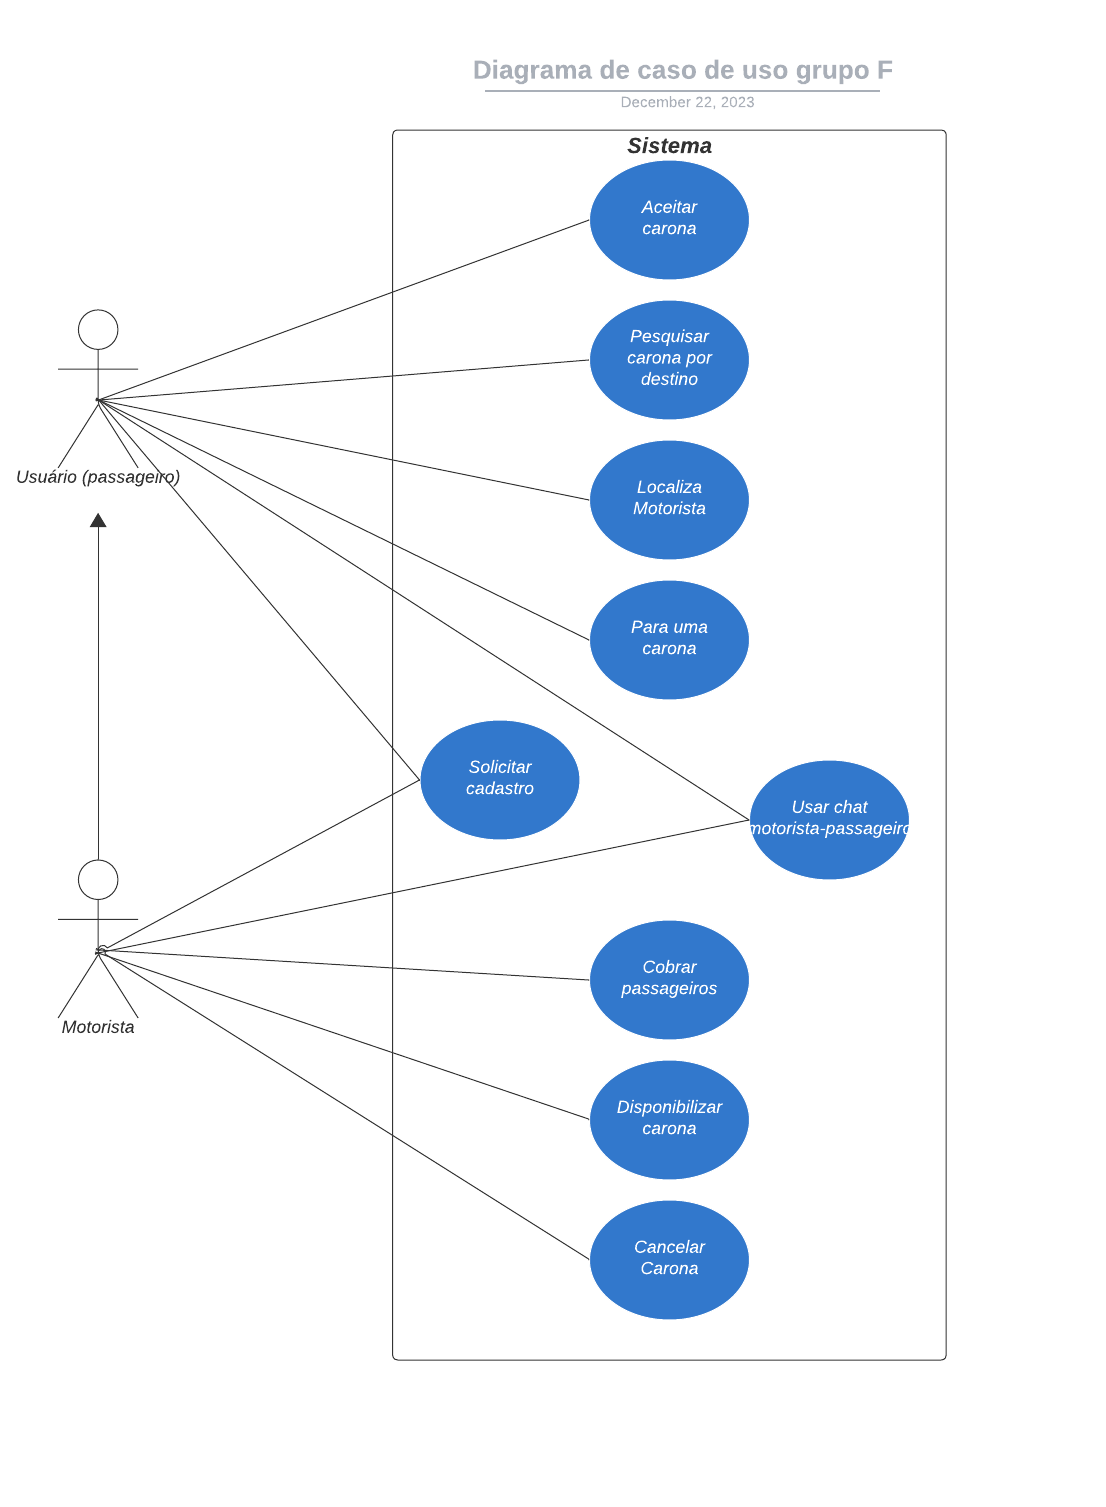 Diagrama de caso de uso grupo F
December 22, 2023
Sistema
Aceitar
carona
Pesquisar
carona por
destino
Usuário (passageiro)
Localiza
Motorista
Para uma
carona
Solicitar
cadastro
Usar chat
motorista-passageiro
Cobrar
passageiros
Motorista
Disponibilizar
carona
Cancelar
Carona